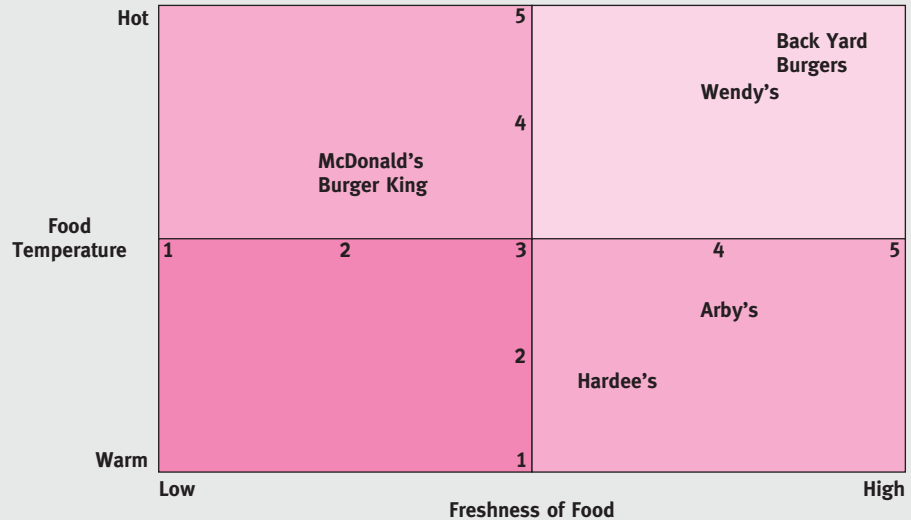 Hot
5
Back Yard
Burgers
Wendy's
4
McDonald's
Burger King
Food
Temperature
1 2 3 4 5
Arby's
2
Hardee's
Warm
1
Low
High
Freshness of Food